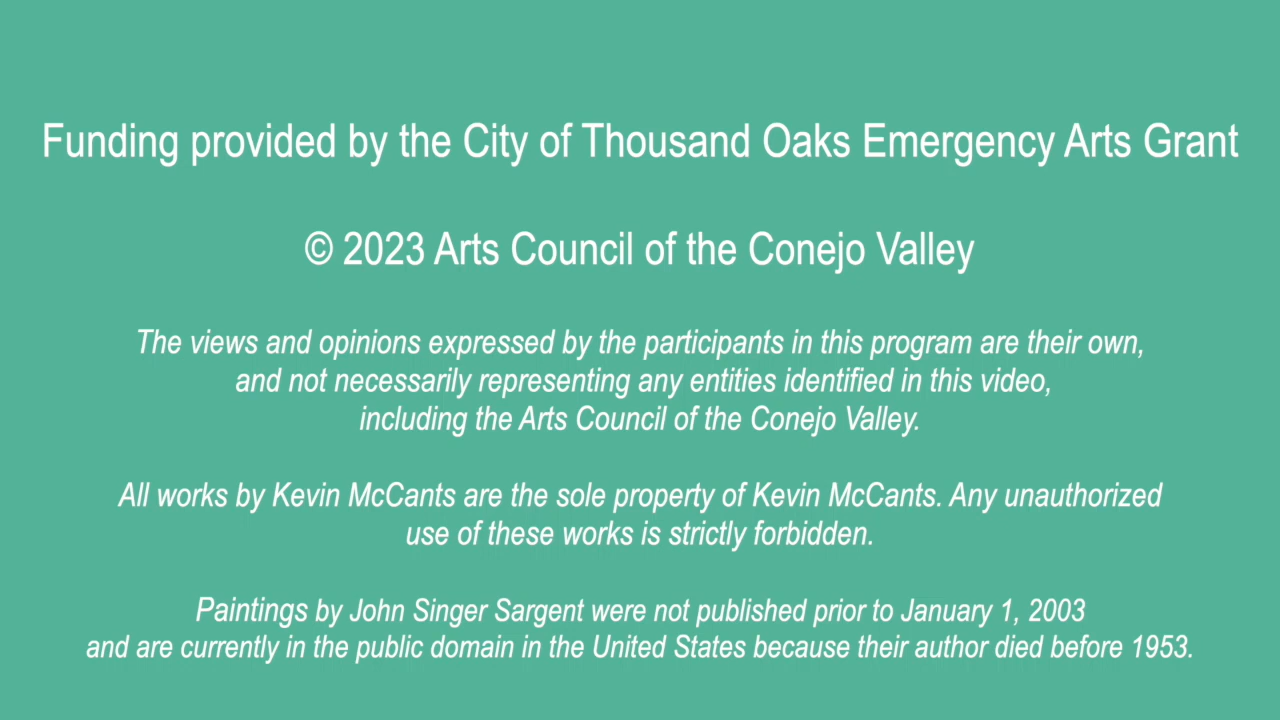 Funding provided by the City of Thousand Oaks Emergency Arts Grant
© 2023 Arts Council of the Conejo Valley
The views and opinions expressed by the participants in this program are their own,
and not necessarily representing any entities identified in this video,
including the Arts Council of the Conejo Valley.
All works by Kevin McCants are the sole property of Kevin McCants. Any unauthorized
use of these works is strictly forbidden.
Paintings by John Singer Sargent were not published prior to January 1, 2003
and are currently in the public domain in the United States because their author died before 1953.